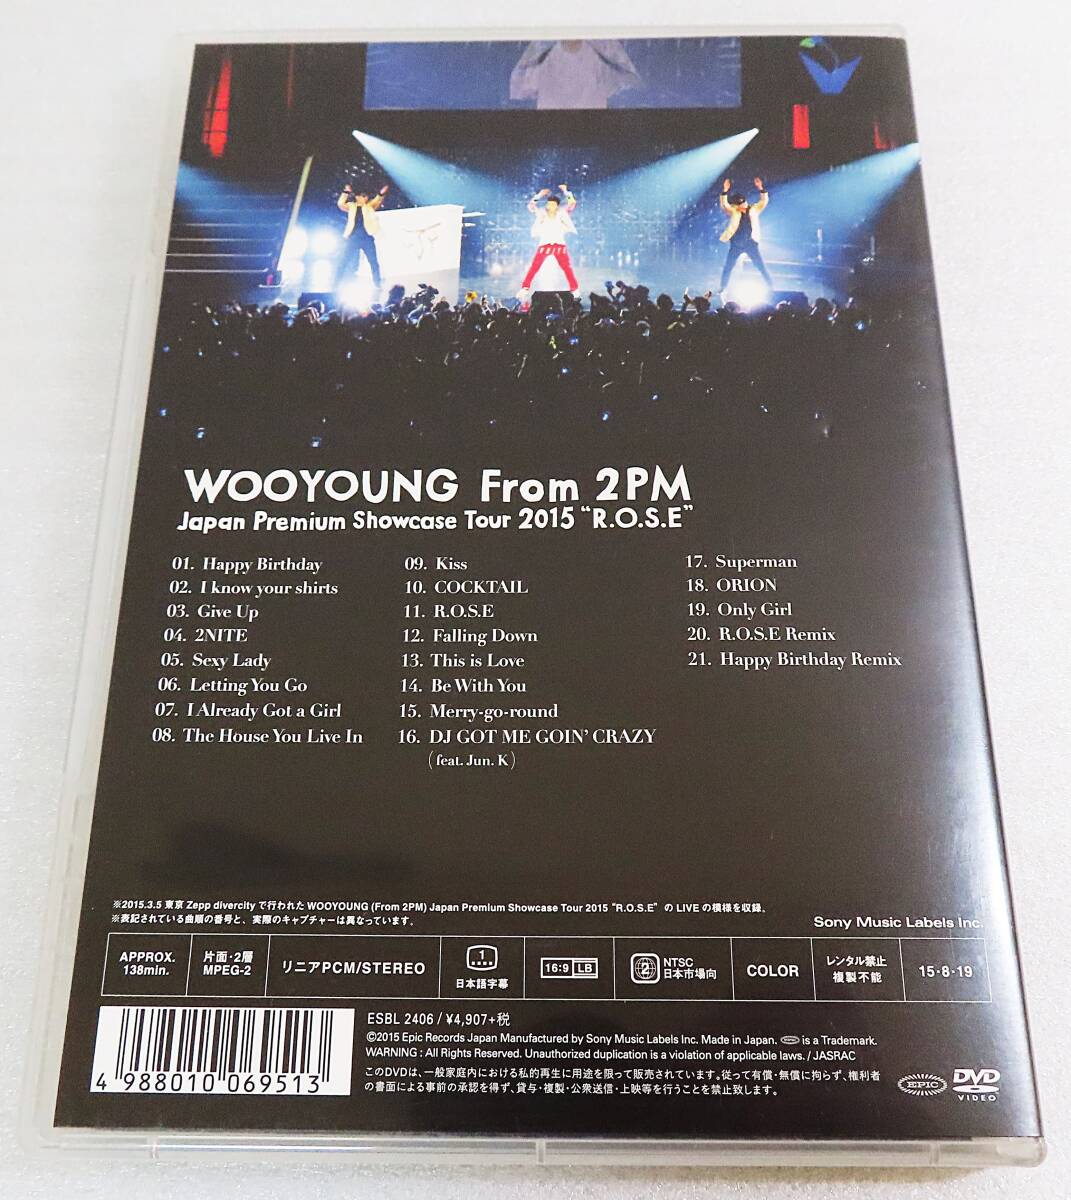 WOOYOUNG From 2PM
Japan Premium Showcase Tour 2015 “R.O.S.E”
01. Happy Birthday
02. I know your shirts
03. Give Up
04. 2NITE
05. Sexy Lady
06. Letting You Go
07. I Already Got a Girl
08. The House You Live In
09. Kiss
10. COCKTAIL
11. R.O.S.E
12. Falling Down
13. This is Love
14. Be With You
15. Merry-go-round
16. DJ GOT ME GOIN’ CRAZY
(feat. Jun. K)
17. Superman
18. ORION
19. Only Girl
20. R.O.S.E Remix
21. Happy Birthday Remix
※2015.3.5 東京 Zepp divercity で行われた WOOYOUNG (From 2PM) Japan Premium Showcase Tour 2015 “R.O.S.E” の LIVE の模様を収録。
※表記されている曲順の番号と、実際のキャプチャーは異なっています。
Sony Music Labels Inc.
APPROX.
138min.
片面・2層
MPEG-2
リニアPCM/STEREO
1
日本語字幕
16:9 LB
2
NTSC
日本市場向
COLOR
レンタル禁止
複製不能
15・8・19
4 988010 069513
ESBL 2406 / ¥4,907+税
©2015 Epic Records Japan Manufactured by Sony Music Labels Inc. Made in Japan. EPIC is a Trademark.
WARNING : All Rights Reserved. Unauthorized duplication is a violation of applicable laws. / JASRAC
このDVDは、一般家庭内における私的再生に用途を限って販売されています。従って有償・無償に拘らず、権利者
の書面による事前の承認を得ず、貸与・複製・公衆送信・上映等を行うことを禁止致します。
EPIC
DVD
VIDEO